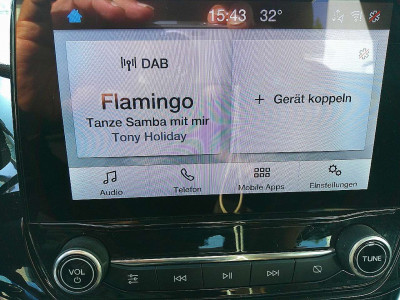 15:43 32°
DAB
Flamingo
Tanze Samba mit mir
Tony Holiday
+ Gerät koppeln
Audio Telefon Mobile Apps Einstellungen
VOL
TUNE